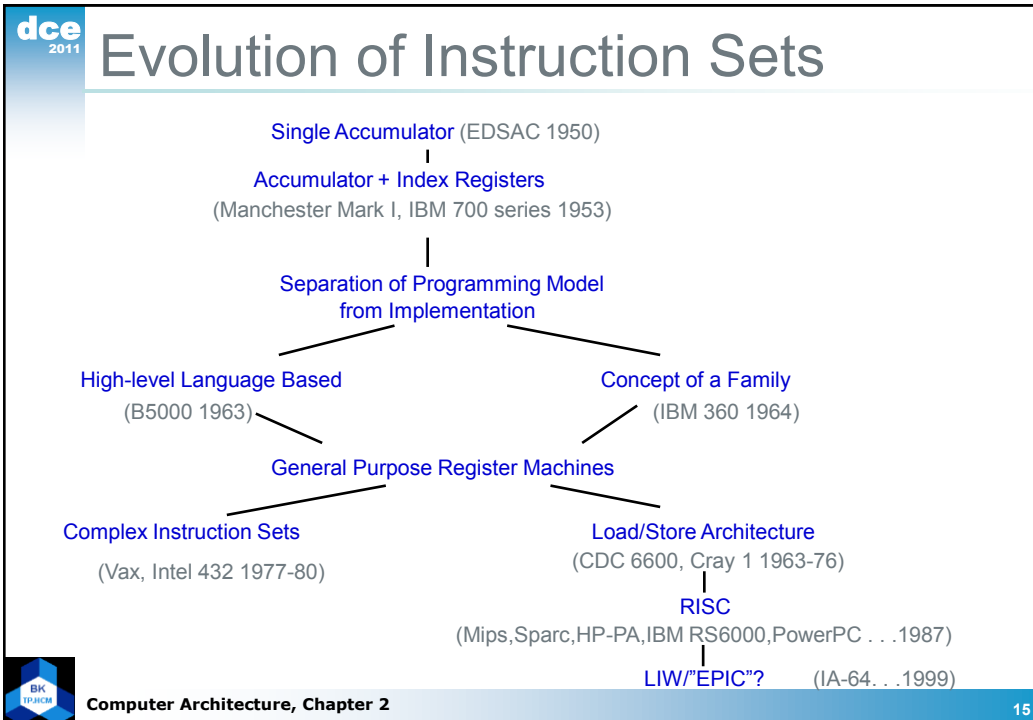 dce
2011
Evolution of Instruction Sets
Single Accumulator (EDSAC 1950)
Accumulator + Index Registers
(Manchester Mark I, IBM 700 series 1953)
Separation of Programming Model
from Implementation
High-level Language Based
Concept of a Family
(B5000 1963)
(IBM 360 1964)
General Purpose Register Machines
Complex Instruction Sets
Load/Store Architecture
(Vax, Intel 432 1977-80)
(CDC 6600, Cray 1 1963-76)
RISC
(Mips,Sparc,HP-PA,IBM RS6000,PowerPC . . .1987)
LIW/”EPIC”? (IA-64. . .1999)
BK
TP.HCM
Computer Architecture, Chapter 2
15